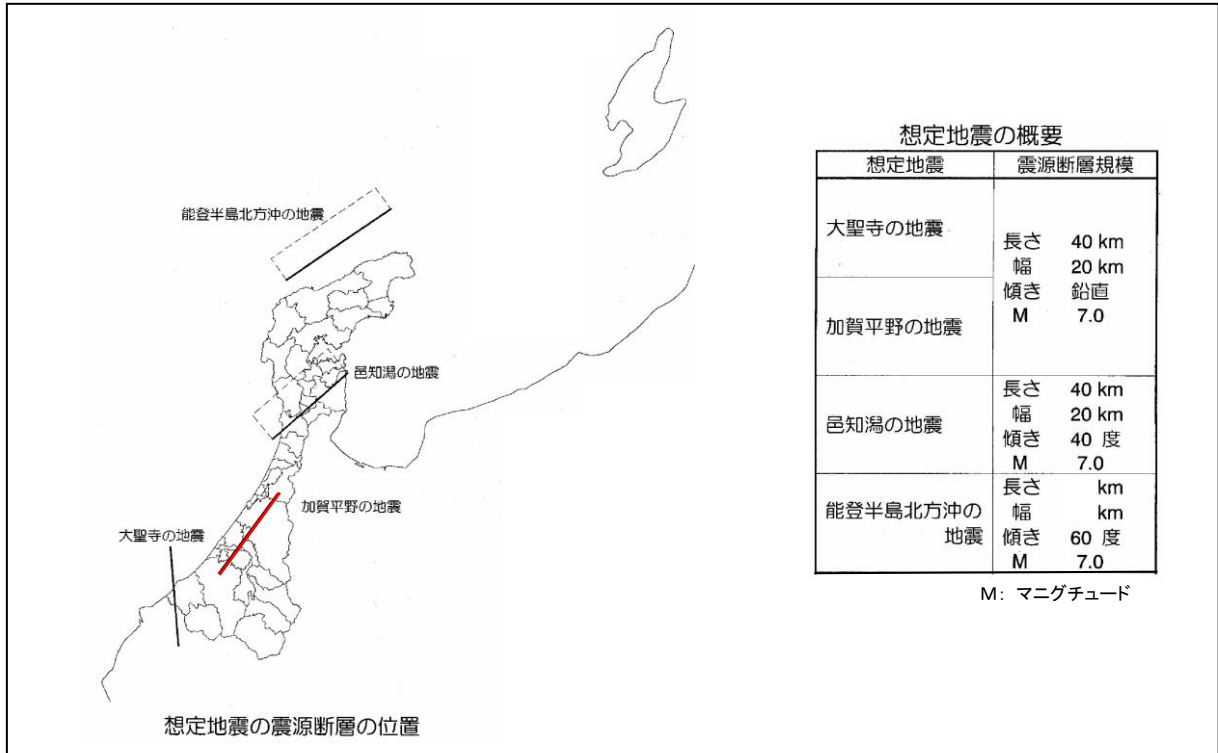 能登半島北方沖の地震
邑知潟の地震
加賀平野の地震
大聖寺の地震
想定地震の震源断層の位置
想定地震の概要
想定地震 震源断層規模
大聖寺の地震
加賀平野の地震
長さ 40 km
幅 20 km
傾き 鉛直
M 7.0
邑知潟の地震
長さ 40 km
幅 20 km
傾き 40 度
M 7.0
能登半島北方沖の
地震
長さ km
幅 km
傾き 60 度
M 7.0
M: マニグチュード